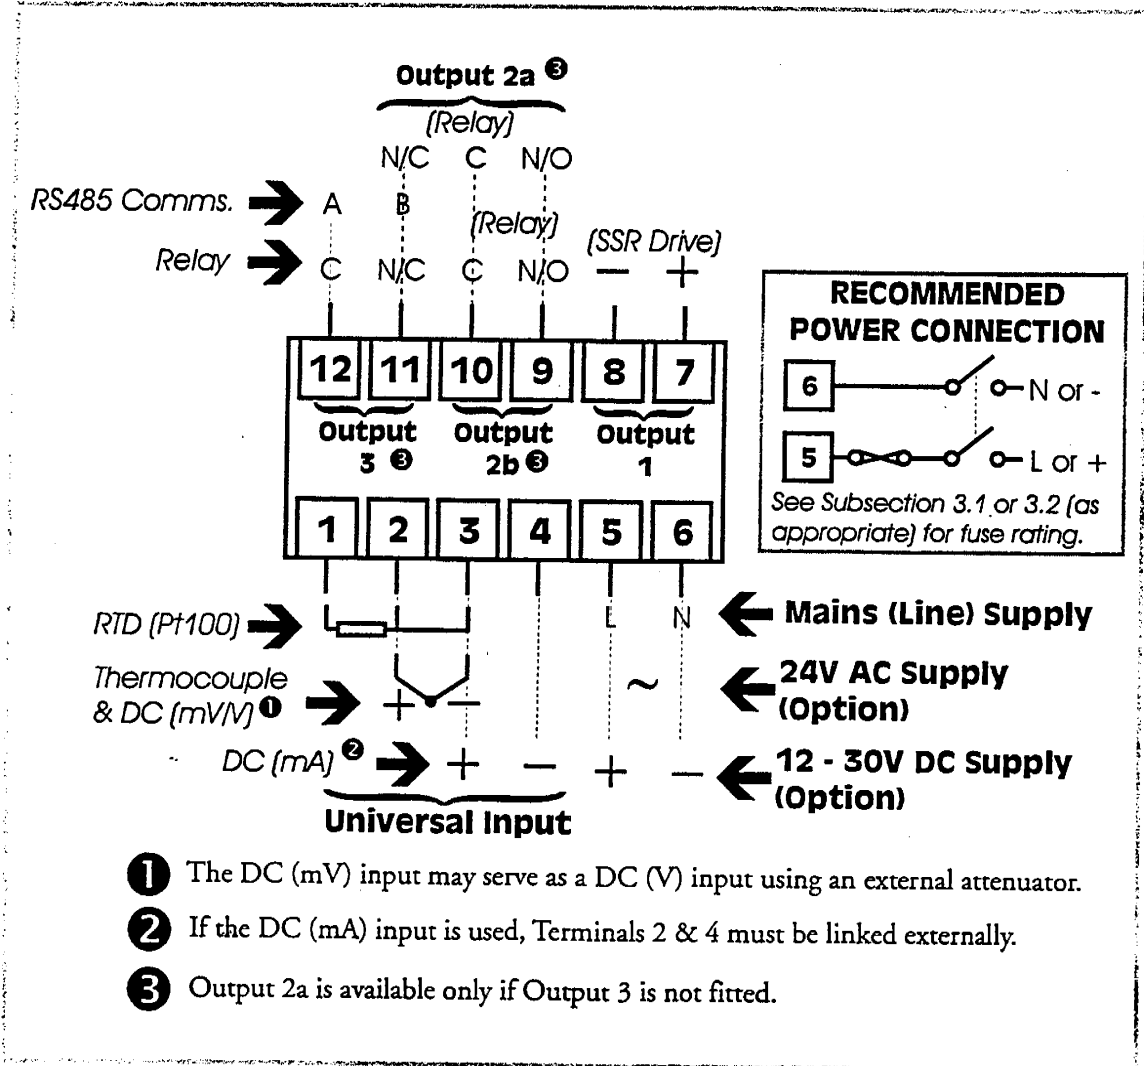 Output 2a ❸
(Relay)
N/C C N/O
RS485 Comms. A B
(Relay)
(SSR Drive)
Relay C N/C C N/O − +
12 11 10 9 8 7
Output 3 ❸
Output 2b ❸
Output 1
1 2 3 4 5 6
RECOMMENDED
POWER CONNECTION
6 N or -
5 L or +
See Subsection 3.1 or 3.2 (as
appropriate) for fuse rating.
RTD (Pt100)
L N Mains (Line) Supply
Thermocouple
& DC (mV/V) ❶ + −
~ 24V AC Supply
(Option)
DC (mA) ❷ + − + − 12 - 30V DC Supply
(Option)
Universal Input
❶ The DC (mV) input may serve as a DC (V) input using an external attenuator.
❷ If the DC (mA) input is used, Terminals 2 & 4 must be linked externally.
❸ Output 2a is available only if Output 3 is not fitted.